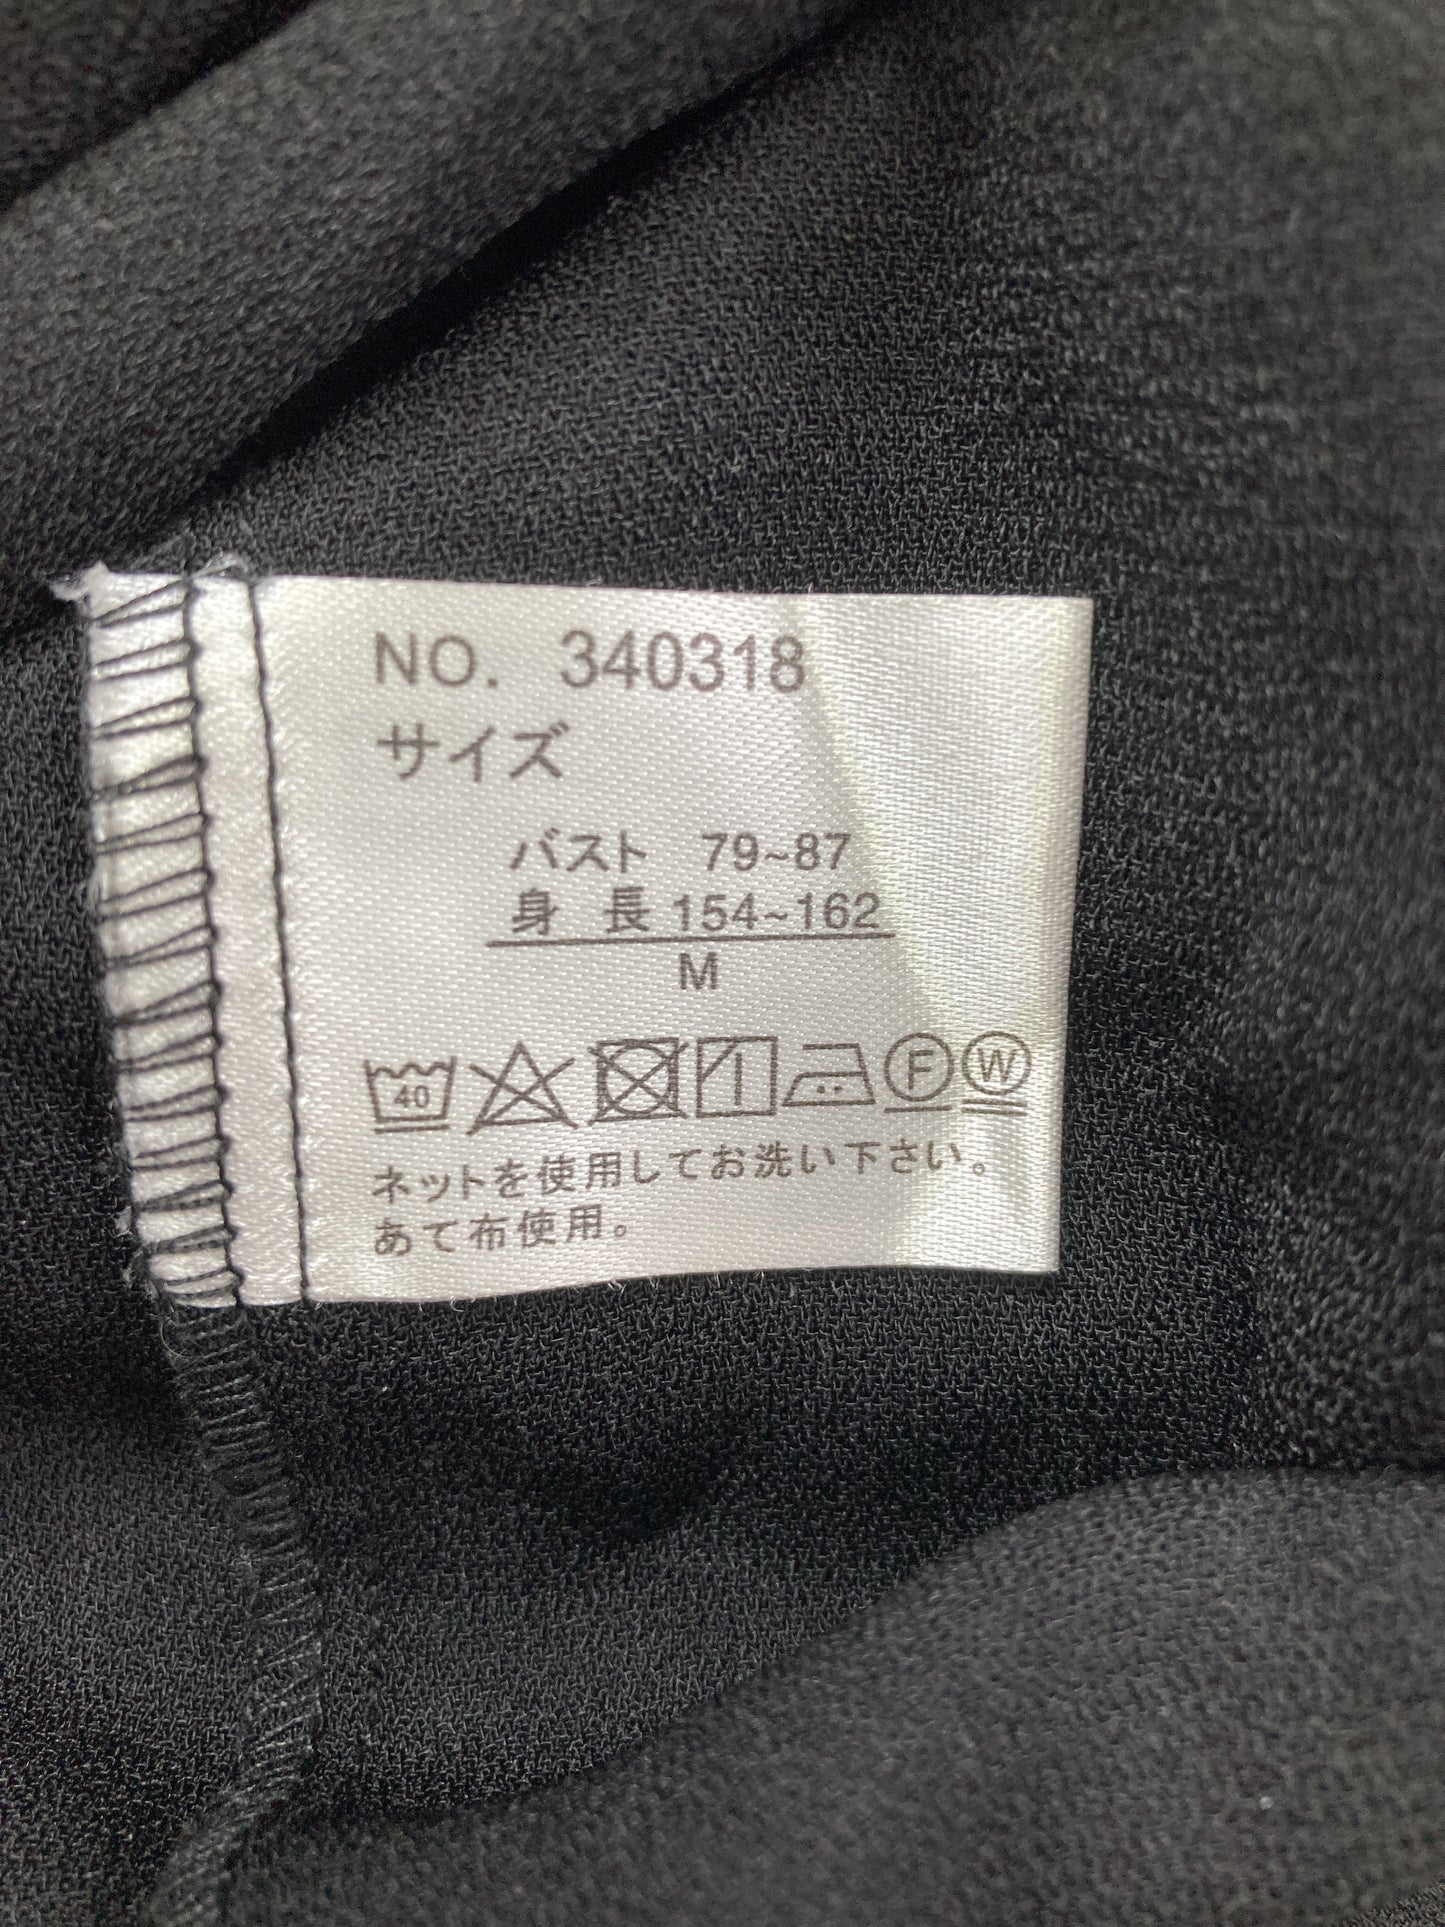 NO. 340318
サイズ
バスト 79~87
身 長 154~162
M
40 F W
ネットを使用してお洗い下さい。
あて布使用。